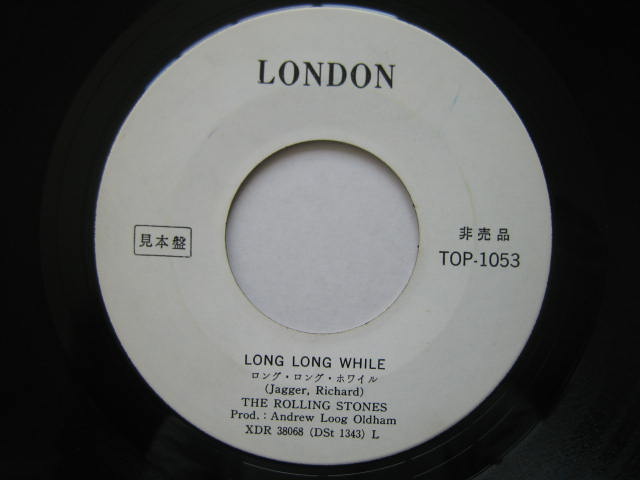 LONDON
見本盤
非売品
TOP-1053
LONG LONG WHILE
ロング・ロング・ホワイル
(Jagger, Richard)
THE ROLLING STONES
Prod.: Andrew Loog Oldham
XDR 38068 (DSt 1343) L